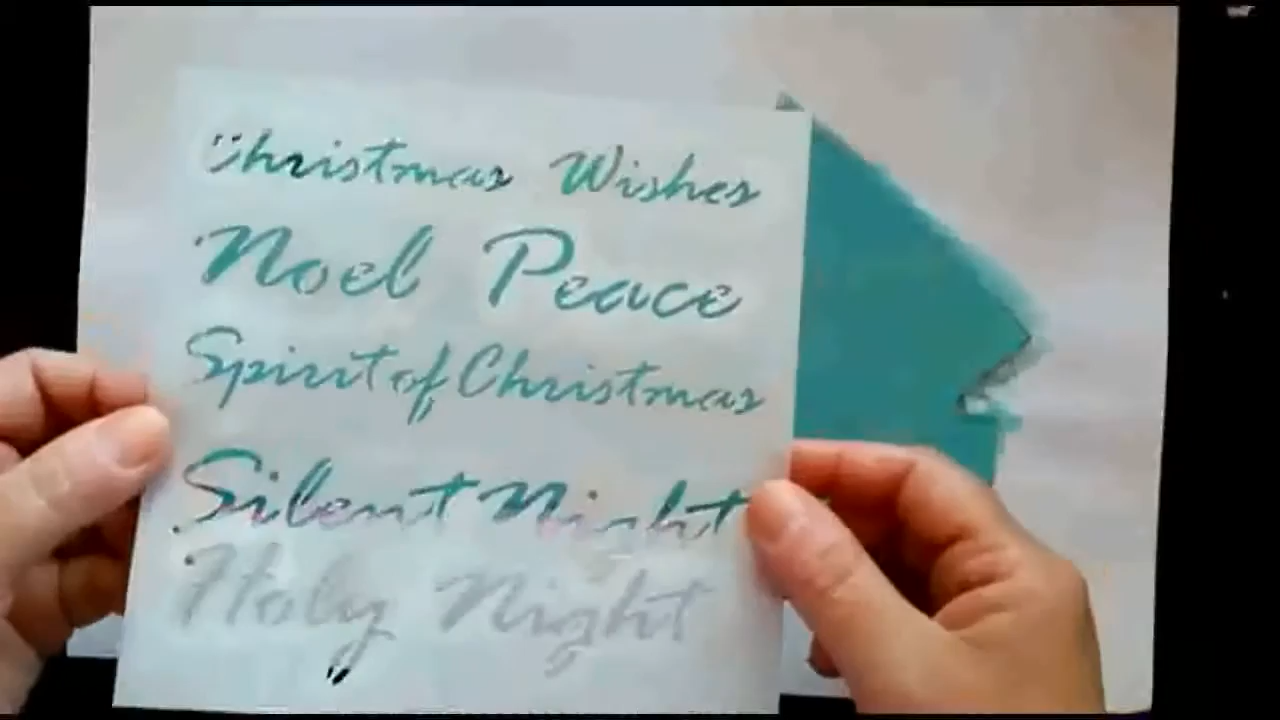 Christmas Wishes
Noel Peace
Spirit of Christmas
Silent Night
Holy Night